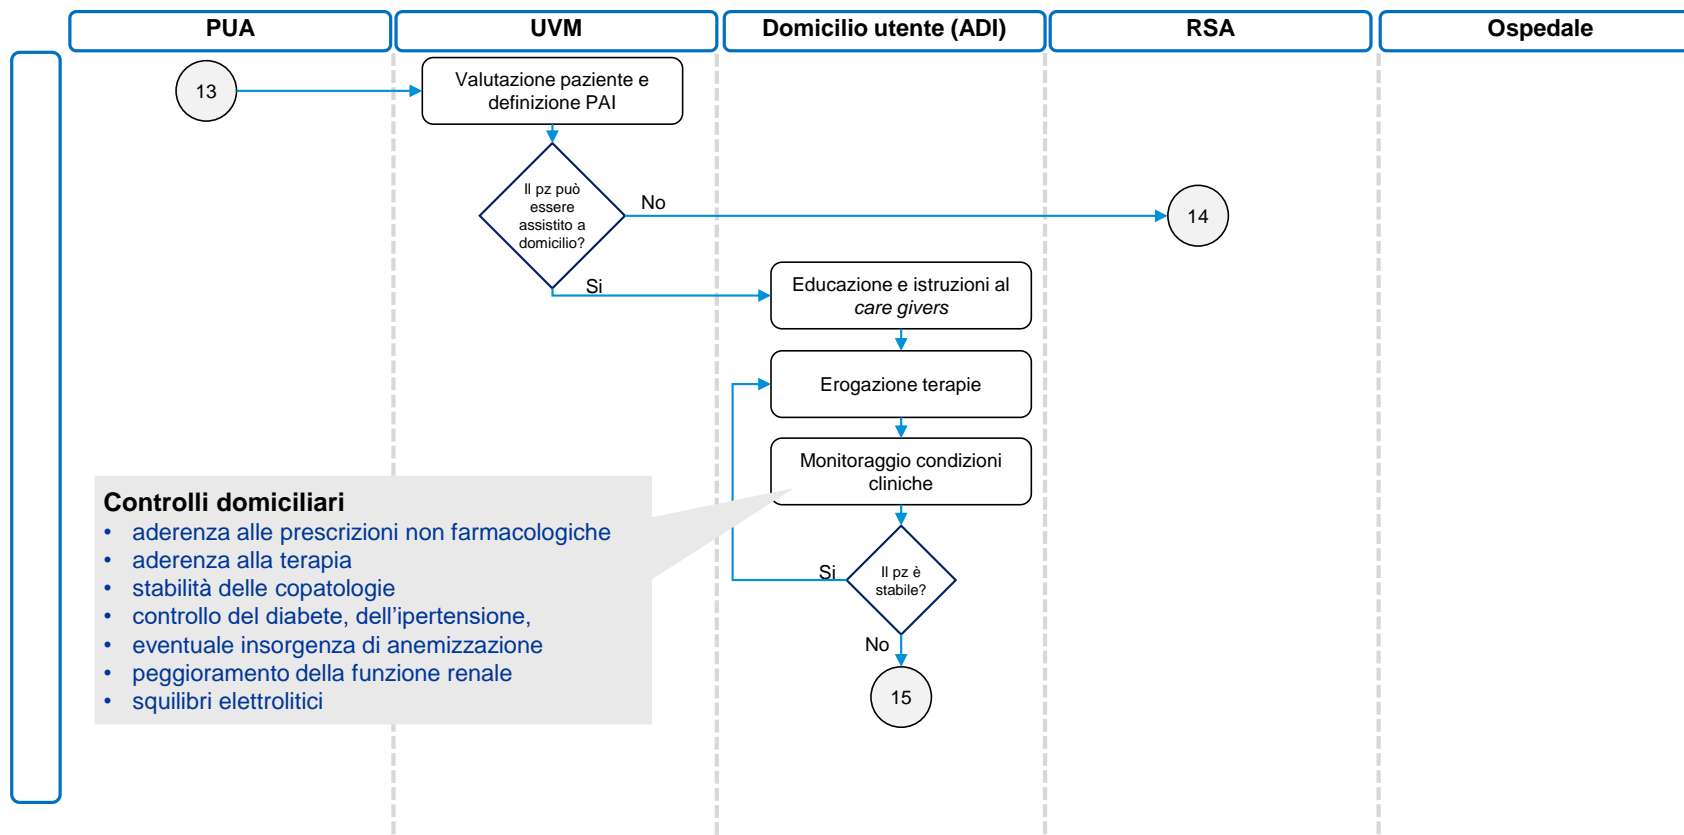 PUA
UVM
Domicilio utente (ADI)
RSA
Ospedale
13
Valutazione paziente e
definizione PAI
Il pz può
essere
assistito a
domicilio?
No
14
Si
Educazione e istruzioni al
care givers
Erogazione terapie
Monitoraggio condizioni
cliniche
Controlli domiciliari
• aderenza alle prescrizioni non farmacologiche
• aderenza alla terapia
• stabilità delle copatologie
• controllo del diabete, dell’ipertensione,
• eventuale insorgenza di anemizzazione
• peggioramento della funzione renale
• squilibri elettrolitici
Si
Il pz è
stabile?
No
15